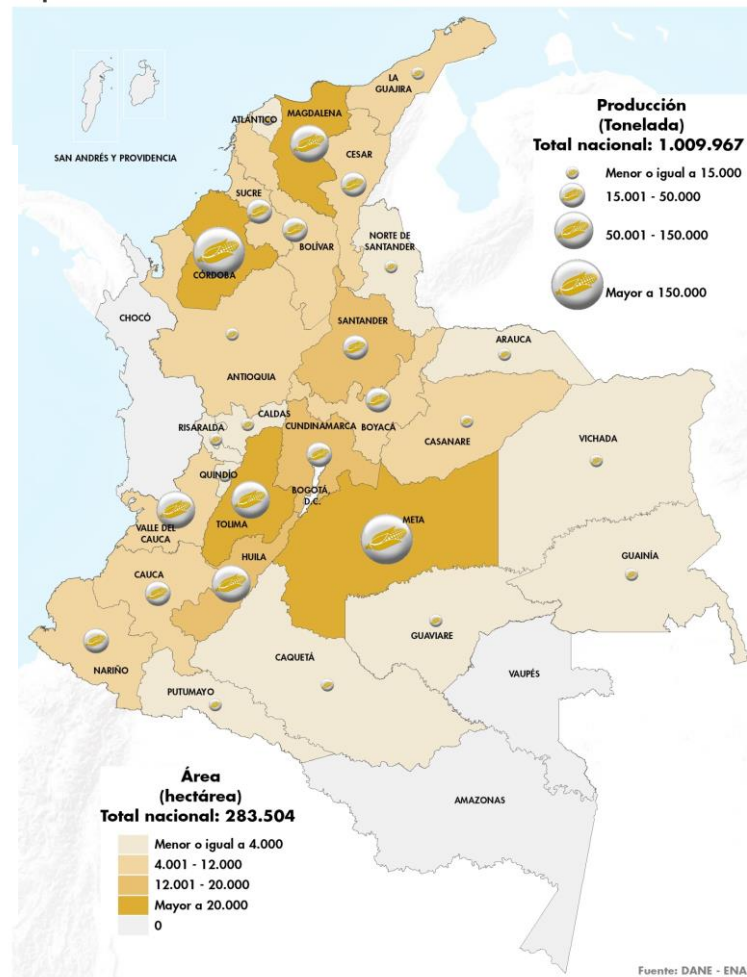 LA
GUAJIRA
ATLÁNTICO
MAGDALENA
CESAR
SAN ANDRÉS Y PROVIDENCIA
SUCRE
BOLÍVAR
NORTE DE
SANTANDER
CÓRDOBA
CHOCÓ
SANTANDER
ARAUCA
ANTIOQUIA
CALDAS
RISARALDA
CUNDINAMARCA
BOYACÁ
CASANARE
VICHADA
QUINDÍO
BOGOTÁ,
D.C.
VALLE DEL
CAUCA
TOLIMA
META
HUILA
CAUCA
GUAINÍA
NARIÑO
GUAVIARE
CAQUETÁ
PUTUMAYO
VAUPÉS
AMAZONAS
Producción
(Tonelada)
Total nacional: 1.009.967
Menor o igual a 15.000
15.001 - 50.000
50.001 - 150.000
Mayor a 150.000
Área
(hectárea)
Total nacional: 283.504
Menor o igual a 4.000
4.001 - 12.000
12.001 - 20.000
Mayor a 20.000
0
Fuente: DANE - ENA